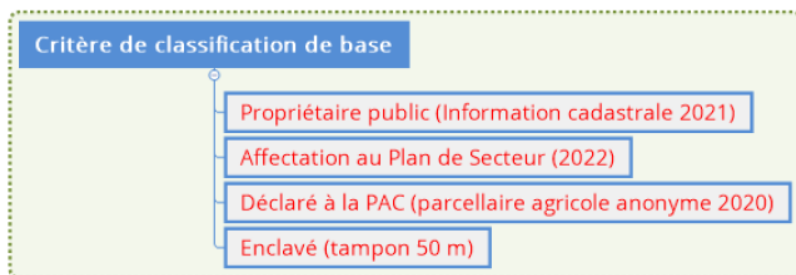 Critère de classification de base
Propriétaire public (Information cadastrale 2021)
Affectation au Plan de Secteur (2022)
Déclaré à la PAC (parcellaire agricole anonyme 2020)
Enclavé (tampon 50 m)